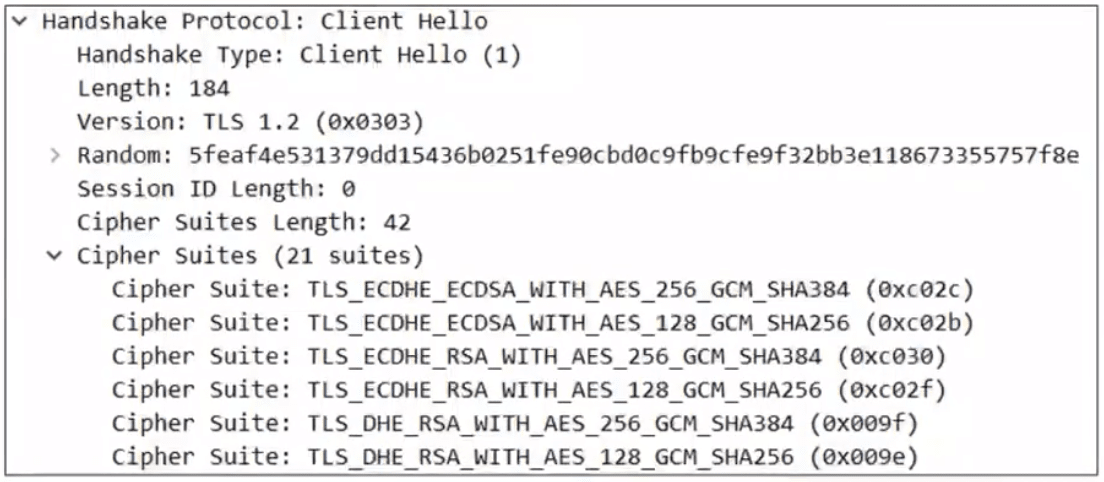 Handshake Protocol: Client Hello
Handshake Type: Client Hello (1)
Length: 184
Version: TLS 1.2 (0x0303)
Random: 5feaf4e531379dd15436b0251fe90cbd0c9fb9cfe9f32bb3e118673355757f8e
Session ID Length: 0
Cipher Suites Length: 42
Cipher Suites (21 suites)
Cipher Suite: TLS_ECDHE_ECDSA_WITH_AES_256_GCM_SHA384 (0xc02c)
Cipher Suite: TLS_ECDHE_ECDSA_WITH_AES_128_GCM_SHA256 (0xc02b)
Cipher Suite: TLS_ECDHE_RSA_WITH_AES_256_GCM_SHA384 (0xc030)
Cipher Suite: TLS_ECDHE_RSA_WITH_AES_128_GCM_SHA256 (0xc02f)
Cipher Suite: TLS_DHE_RSA_WITH_AES_256_GCM_SHA384 (0x009f)
Cipher Suite: TLS_DHE_RSA_WITH_AES_128_GCM_SHA256 (0x009e)